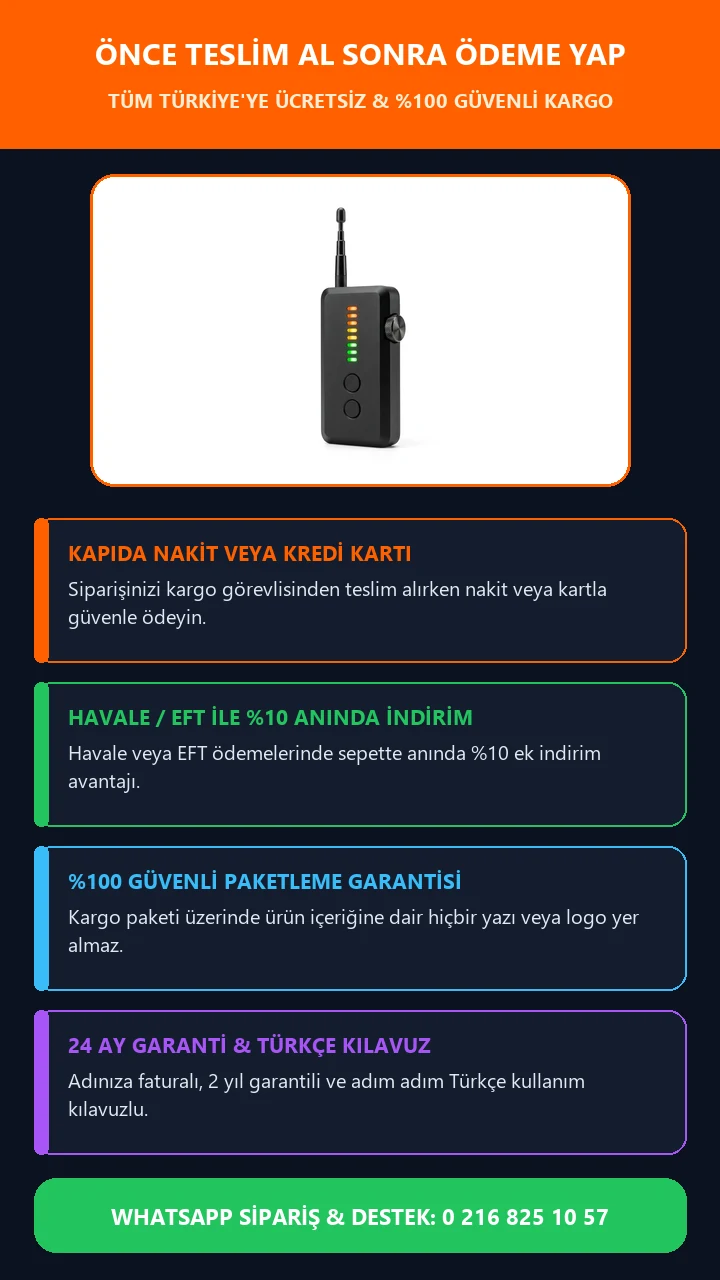 ÖNCE TESLİM AL SONRA ÖDEME YAP
TÜM TÜRKİYE'YE ÜCRETSİZ & %100 GÜVENLİ KARGO
KAPIDA NAKİT VEYA KREDİ KARTI
Siparişinizi kargo görevlisinden teslim alırken nakit veya kartla
güvenle ödeyin.
HAVALE / EFT İLE %10 ANINDA İNDİRİM
Havale veya EFT ödemelerinde sepette anında %10 ek indirim
avantajı.
%100 GÜVENLİ PAKETLEME GARANTİSİ
Kargo paketi üzerinde ürün içeriğine dair hiçbir yazı veya logo yer
almaz.
24 AY GARANTİ & TÜRKÇE KILAVUZ
Adınıza faturalı, 2 yıl garantili ve adım adım Türkçe kullanım
kılavuzlu.
WHATSAPP SİPARİŞ & DESTEK: 0 216 825 10 57